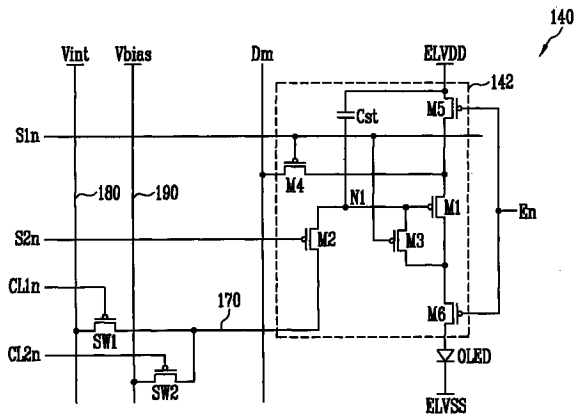 140
Vint Vbias Dm ELVDD
142
M5
Cst
S1n
M4
180 190 N1 M1 En
S2n M2 M3
CL1n
170 M6
SW1
CL2n OLED
SW2
ELVSS